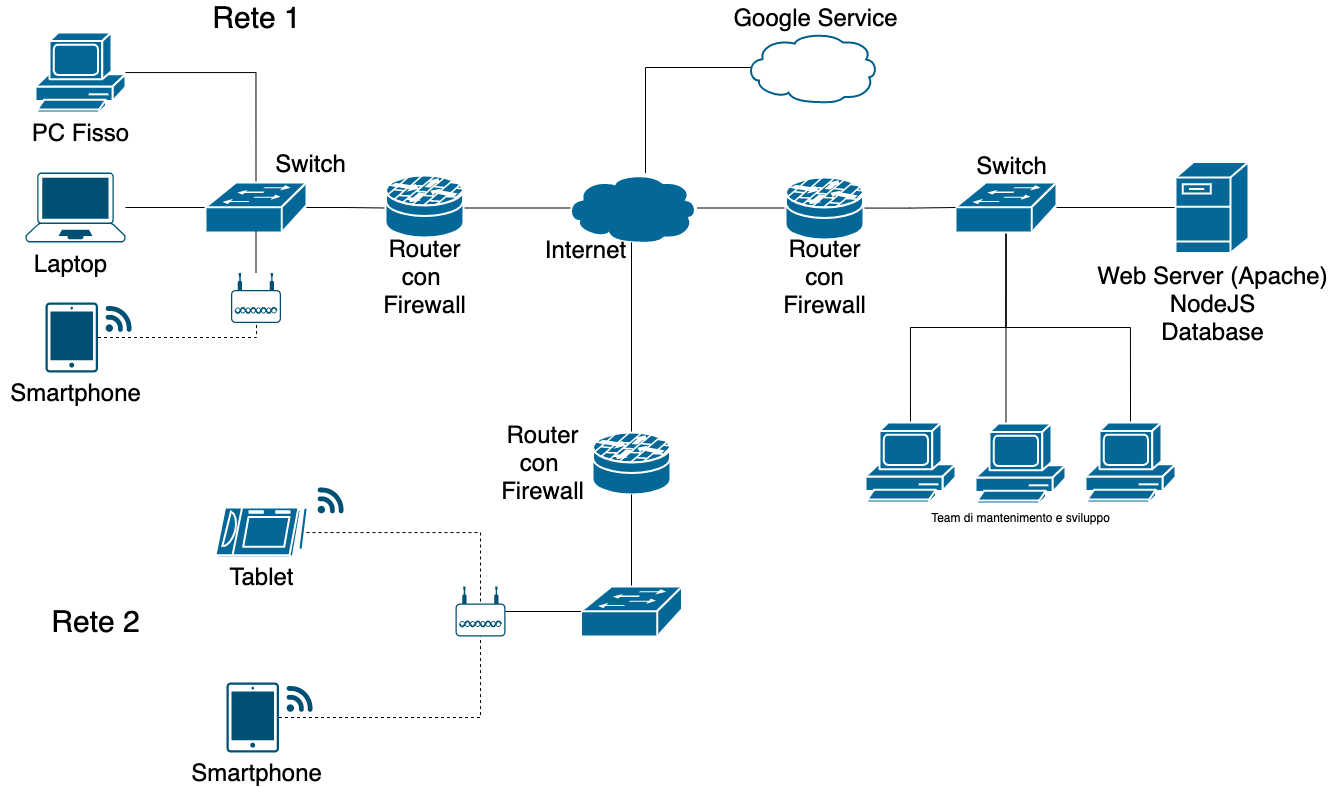 Rete 1
Google Service
PC Fisso
Switch
Switch
Laptop
Router
con
Firewall
Internet
Router
con
Firewall
Web Server (Apache)
NodeJS
Database
Smartphone
Router
con
Firewall
Team di mantenimento e sviluppo
Tablet
Rete 2
Smartphone